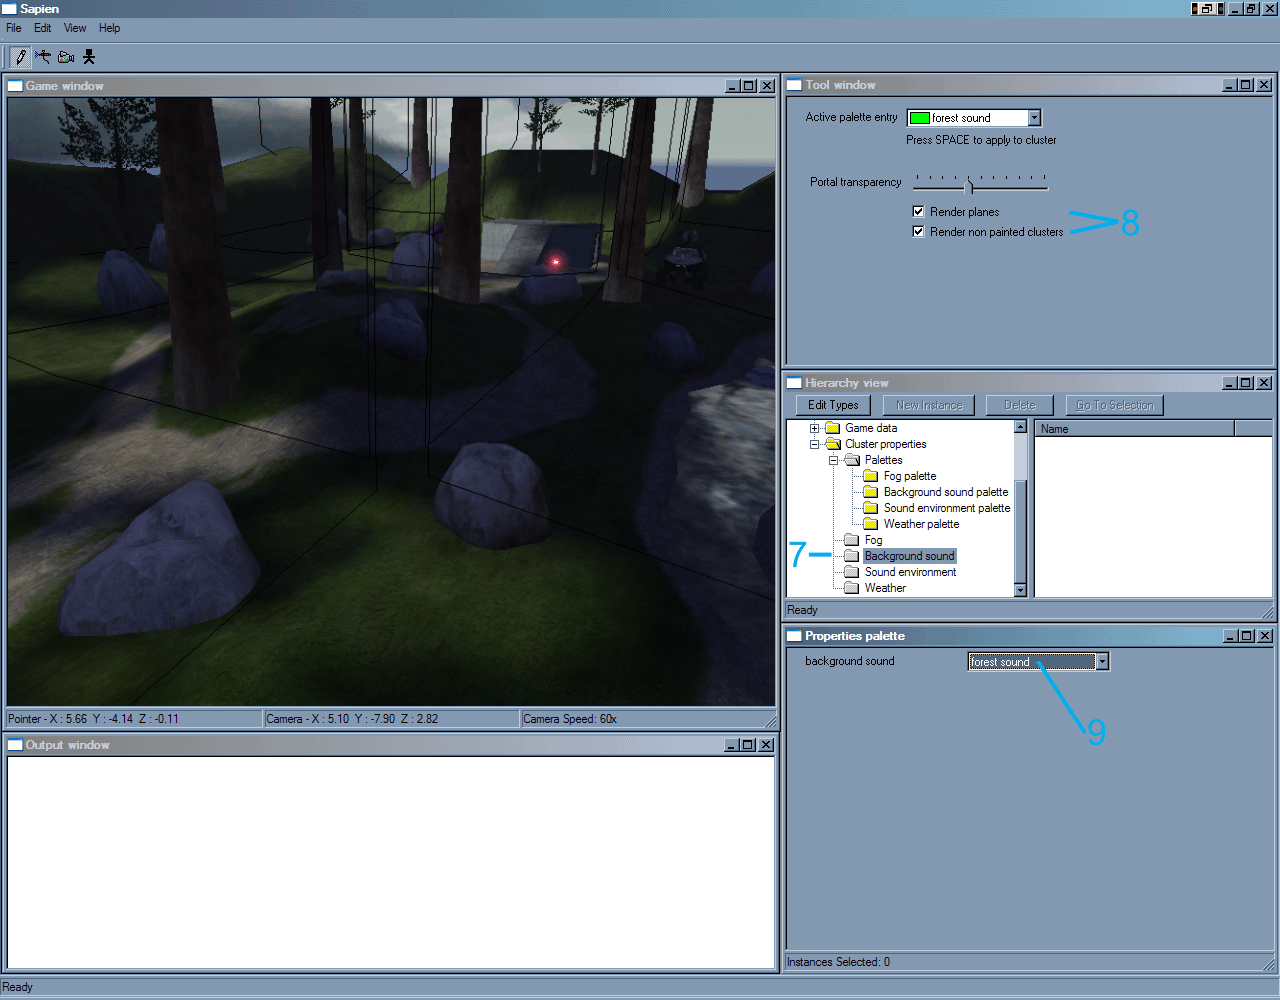 Sapien
File Edit View Help
Game window
Pointer - X : 5.66 Y : -4.14 Z : -0.11
Camera - X : 5.10 Y : -7.90 Z : 2.82
Camera Speed: 60x
Output window
Ready
Tool window
Active palette entry forest sound
Press SPACE to apply to cluster
Portal transparency
Render planes
Render non painted clusters
8
Hierarchy view
Edit Types New Instance Delete Go To Selection
Game data
Cluster properties
Palettes
Fog palette
Background sound palette
Sound environment palette
Weather palette
Fog
7 Background sound
Sound environment
Weather
Name
Ready
Properties palette
background sound forest sound
9
Instances Selected: 0